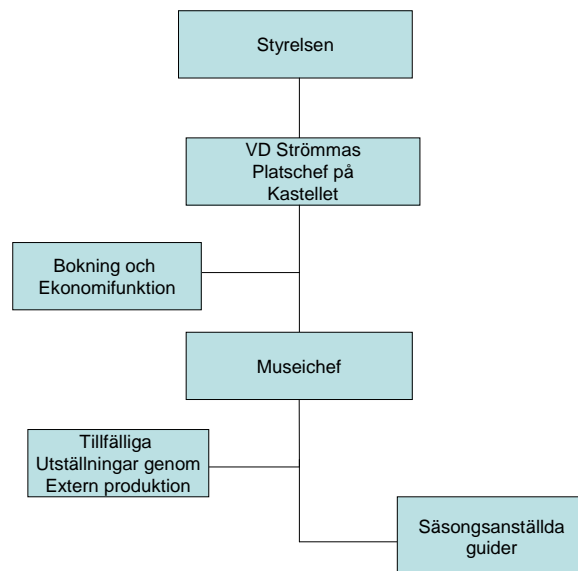 Styrelsen
VD Strömmas
Platschef på
Kastellet
Bokning och
Ekonomifunktion
Museichef
Tillfälliga
Utställningar genom
Extern produktion
Säsongsanställda
guider